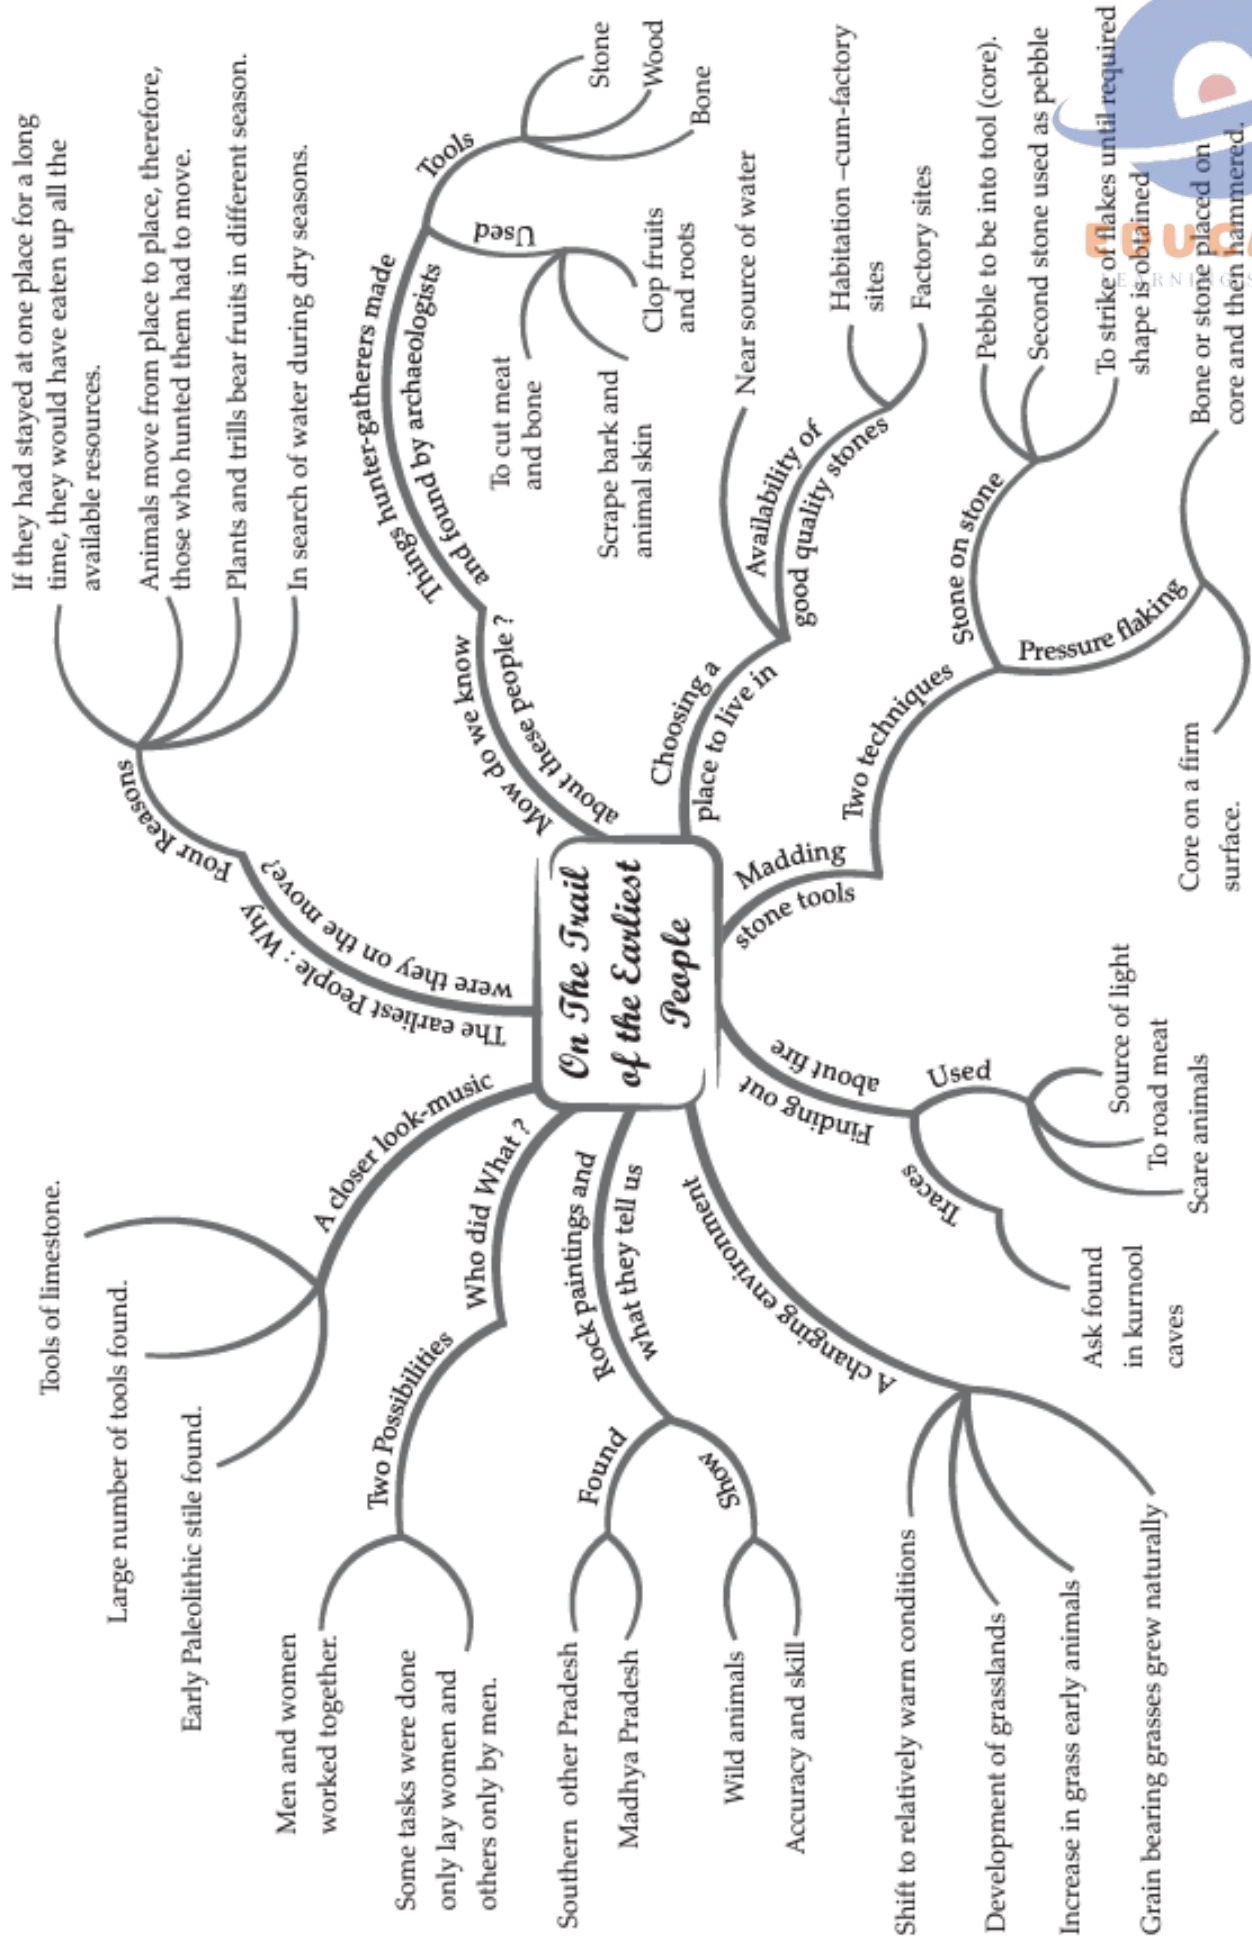 On The Trail
of the Earliest
People
The earliest People : Why
were they on the move?
Four Reasons
If they had stayed at one place for a long
time, they would have eaten up all the
available resources.
Animals move from place to place, therefore,
those who hunted them had to move.
Plants and trills bear fruits in different season.
In search of water during dry seasons.
Mow do we know
about these people ?
Things hunter-gatherers made
and found by archaeologists
Tools
Stone
Wood
Bone
Used
To cut meat
and bone
Scrape bark and
animal skin
Clop fruits
and roots
Choosing a
place to live in
Near source of water
Availability of
good quality stones
Habitation –cum-factory
sites
Factory sites
Madding
stone tools
Two techniques
Stone on stone
Pebble to be into tool (core).
Second stone used as pebble
To strike of flakes until required
shape is obtained
Pressure flaking
Bone or stone placed on
core and then hammered.
Core on a firm
surface.
Finding out
about fire
Used
Source of light
To road meat
Scare animals
Traces
Ask found
in kurnool
caves
A changing environment
Shift to relatively warm conditions
Development of grasslands
Increase in grass early animals
Grain bearing grasses grew naturally
Rock paintings and
what they tell us
Found
Southern other Pradesh
Madhya Pradesh
Show
Wild animals
Accuracy and skill
Who did What ?
Two Possibilities
Men and women
worked together.
Some tasks were done
only lay women and
others only by men.
A closer look-music
Tools of limestone.
Large number of tools found.
Early Paleolithic stile found.